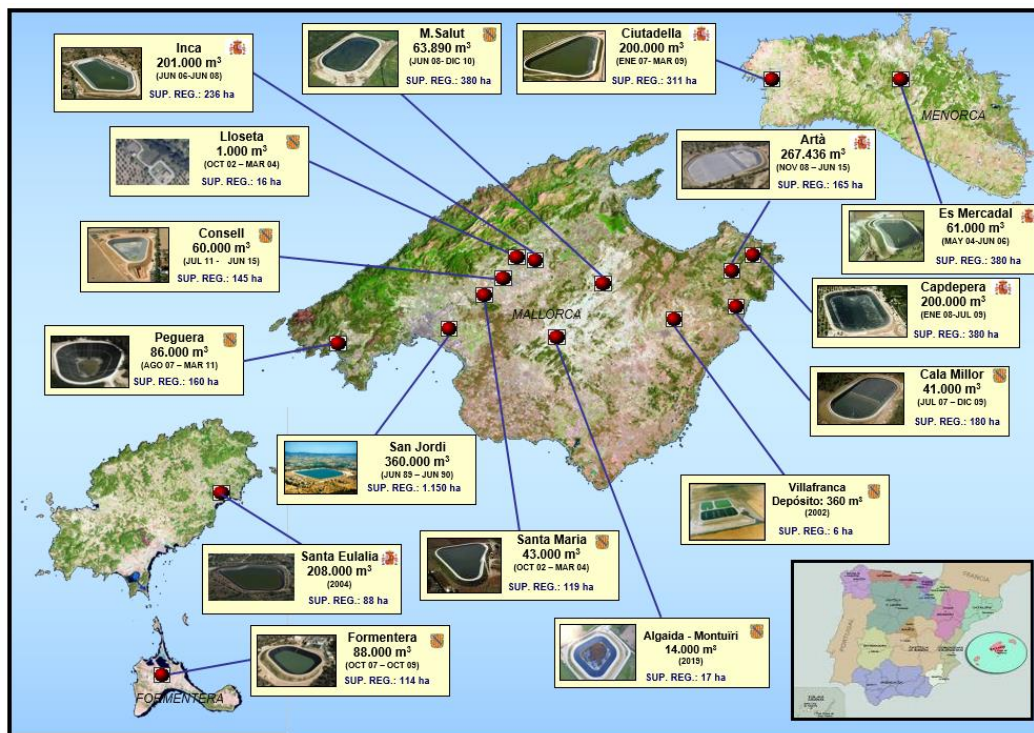 Inca
201.000 m³
(JUN 06-JUN 08)
SUP. REG.: 236 ha
M.Salut
63.890 m³
(JUN 08- DIC 10)
SUP. REG.: 380 ha
Ciutadella
200.000 m³
(ENE 07- MAR 09)
SUP. REG.: 311 ha
MENORCA
Lloseta
1.000 m³
(OCT 02 – MAR 04)
SUP. REG.: 16 ha
Artà
267.436 m³
(NOV 08 – JUN 15)
SUP. REG.: 165 ha
Es Mercadal
61.000 m³
(MAY 04-JUN 06)
SUP. REG.: 380 ha
Consell
60.000 m³
(JUL 11 - JUN 15)
SUP. REG.: 145 ha
Capdepera
200.000 m³
(ENE 08-JUL 09)
SUP. REG.: 380 ha
MALLORCA
Peguera
86.000 m³
(AGO 07 – MAR 11)
SUP. REG.: 160 ha
Cala Millor
41.000 m³
(JUL 07 – DIC 09)
SUP. REG.: 180 ha
San Jordi
360.000 m³
(JUN 89 – JUN 90)
SUP. REG.: 1.150 ha
Villafranca
Depósito: 360 m³
(2002)
SUP. REG.: 6 ha
Santa Eulalia
208.000 m³
(2004)
SUP. REG.: 88 ha
Santa Maria
43.000 m³
(OCT 02 – MAR 04)
SUP. REG.: 119 ha
Algaida - Montuïri
14.000 m³
(2019)
SUP. REG.: 17 ha
Formentera
88.000 m³
(OCT 07 – OCT 09)
SUP. REG.: 114 ha
FORMENTERA
FRANCIA
PORTUGAL